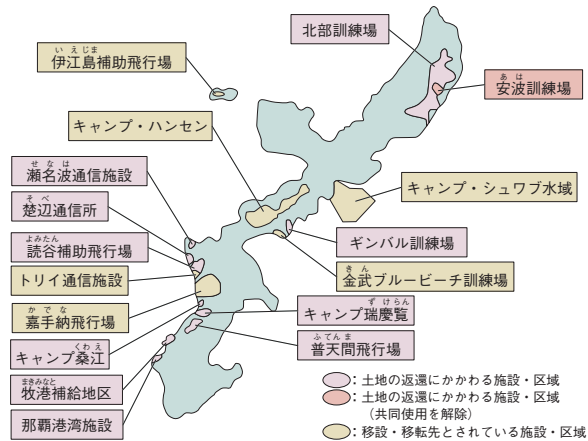 北部訓練場
いえじま
伊江島補助飛行場
あは
安波訓練場
キャンプ・ハンセン
せなは
瀬名波通信施設
キャンプ・シュワブ水域
そべ
楚辺通信所
ギンバル訓練場
よみたん
読谷補助飛行場
きん
金武ブルービーチ訓練場
トリイ通信施設
ずけらん
キャンプ瑞慶覧
かでな
嘉手納飛行場
ふてんま
普天間飛行場
くわえ
キャンプ桑江
まきみなと
牧港補給地区
那覇港湾施設
：土地の返還にかかわる施設・区域
：土地の返還にかかわる施設・区域
（共同使用を解除）
：移設・移転先とされている施設・区域